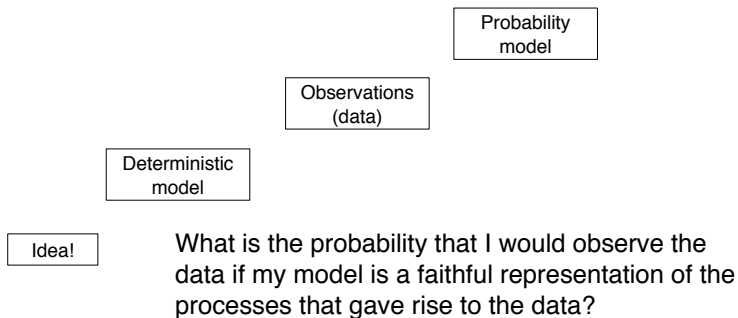 Probability
model
Observations
(data)
Deterministic
model
Idea!
What is the probability that I would observe the
data if my model is a faithful representation of the
processes that gave rise to the data?